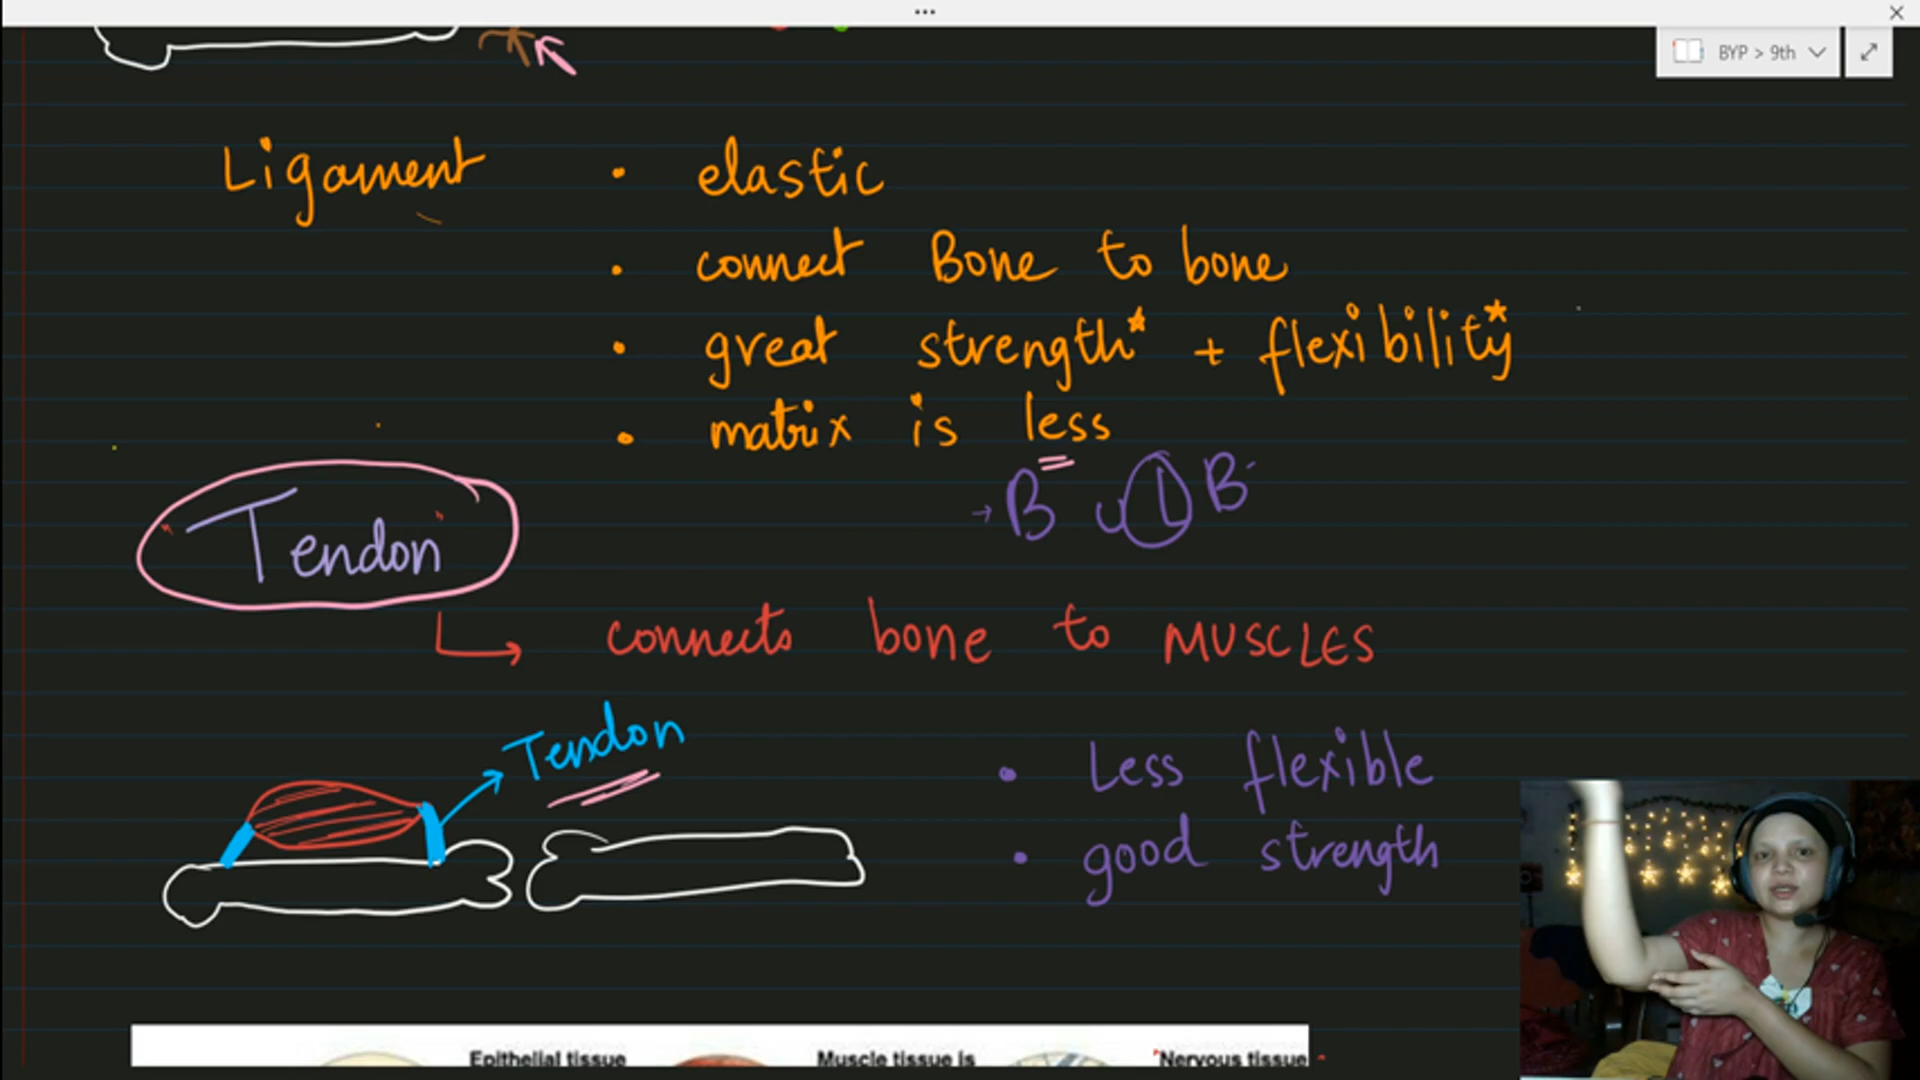 BYP > 9th
Ligament • elastic
• connect Bone to bone
• great strength* + flexibility*
• matrix is less
→ B L B
"Tendon"
connects bone to MUSCLES
Tendon
• Less flexible
• good strength
Epithelial tissue Muscle tissue is Nervous tissue